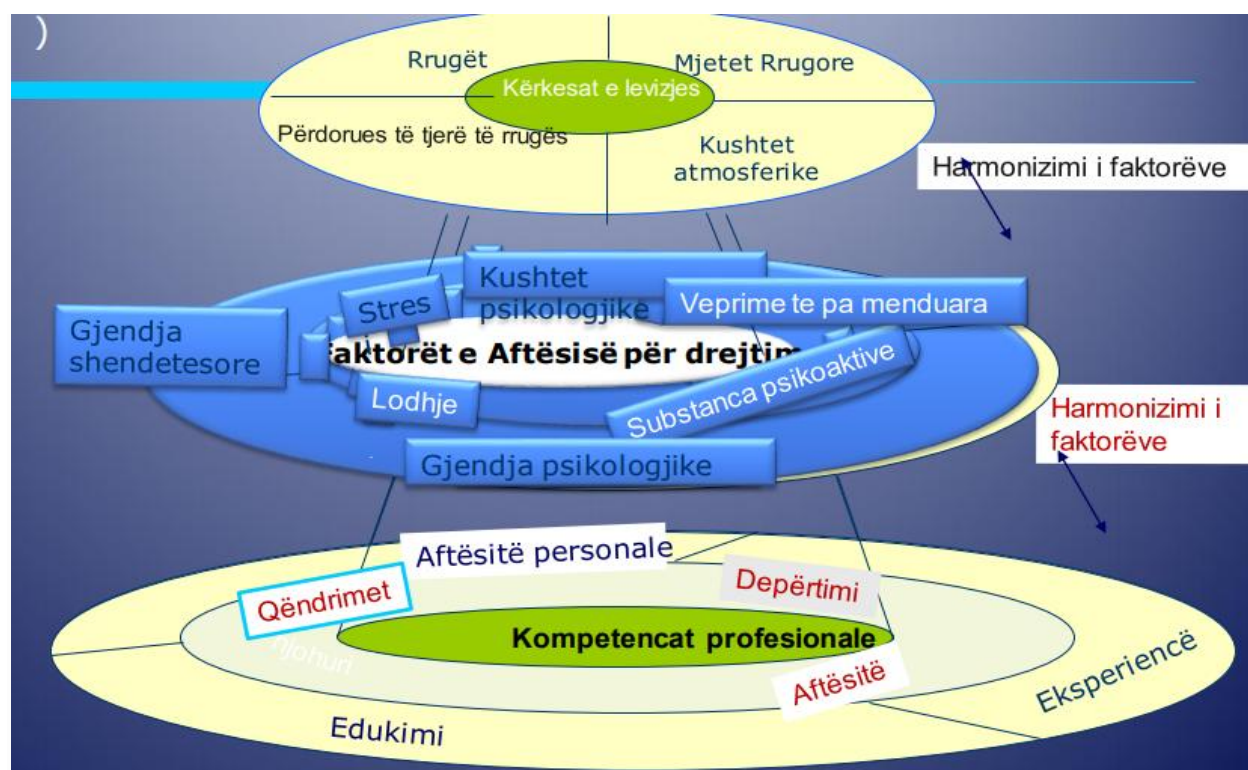 )
Rrugët
Mjetet Rrugore
Kërkesat e levizjes
Përdorues të tjerë të rrugës
Kushtet
atmosferike
Harmonizimi i faktorëve
Kushtet
psikologjike
Stres
Veprime te pa menduara
Gjendja
shendetesore
aktorët e Aftësisë për drejtim
Lodhje
Substanca psikoaktive
Gjendja psikologjike
Harmonizimi i
faktorëve
Aftësitë personale
Qëndrimet
Depërtimi
Kompetencat profesionale
njohuri
Aftësitë
Eksperiencë
Edukimi